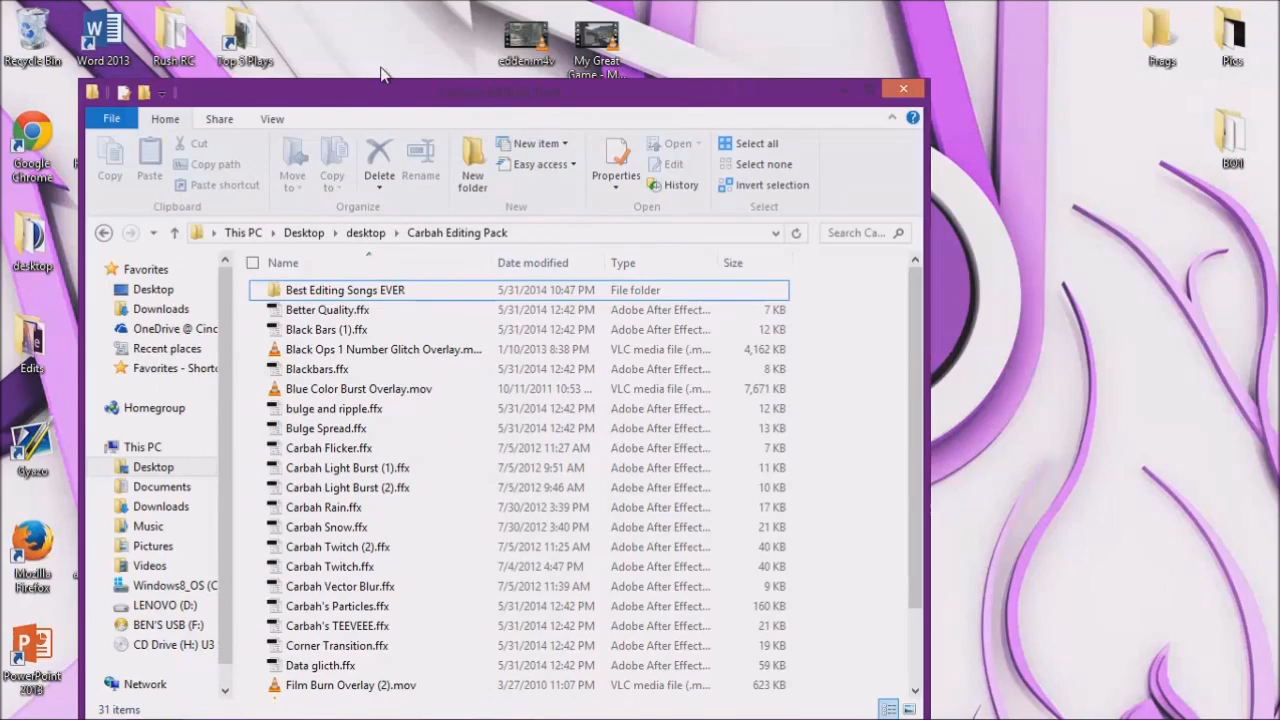 Recycle Bin
Word 2013
Rush RC
Top 5 Plays
eddenim4v
My Great
Game - M...
Frags
Pics
File
Home
Share
View
Copy
Paste
Cut
Copy path
Paste shortcut
Clipboard
Move
to
Copy
to
Delete
Rename
Organize
New
folder
New item
Easy access
New
Properties
Open
Edit
History
Open
Select all
Select none
Invert selection
Select
Google
Chrome
BO1
This PC
Desktop
desktop
Carbah Editing Pack
Search Ca...
desktop
Edits
Gyazo
Mozilla
Firefox
PowerPoint
2013
Favorites
Desktop
Downloads
OneDrive @ Cinc
Recent places
Favorites - Shortc
Homegroup
This PC
Desktop
Documents
Downloads
Music
Pictures
Videos
Windows8_OS (C
LENOVO (D:)
BEN'S USB (F:)
CD Drive (H:) U3
Network
Name Date modified Type Size
Best Editing Songs EVER 5/31/2014 10:47 PM File folder
Better Quality.ffx 5/31/2014 12:42 PM Adobe After Effect... 7 KB
Black Bars (1).ffx 5/31/2014 12:42 PM Adobe After Effect... 12 KB
Black Ops 1 Number Glitch Overlay.m... 1/10/2013 8:38 PM VLC media file (.m... 4,162 KB
Blackbars.ffx 5/31/2014 12:42 PM Adobe After Effect... 8 KB
Blue Color Burst Overlay.mov 10/11/2011 10:53 ... VLC media file (.m... 7,671 KB
bulge and ripple.ffx 5/31/2014 12:42 PM Adobe After Effect... 12 KB
Bulge Spread.ffx 5/31/2014 12:42 PM Adobe After Effect... 13 KB
Carbah Flicker.ffx 7/5/2012 11:27 AM Adobe After Effect... 7 KB
Carbah Light Burst (1).ffx 7/5/2012 9:51 AM Adobe After Effect... 11 KB
Carbah Light Burst (2).ffx 7/5/2012 9:46 AM Adobe After Effect... 10 KB
Carbah Rain.ffx 7/30/2012 3:39 PM Adobe After Effect... 17 KB
Carbah Snow.ffx 7/30/2012 3:40 PM Adobe After Effect... 21 KB
Carbah Twitch (2).ffx 7/5/2012 11:25 AM Adobe After Effect... 40 KB
Carbah Twitch.ffx 7/4/2012 4:47 PM Adobe After Effect... 40 KB
Carbah Vector Blur.ffx 7/5/2012 11:39 AM Adobe After Effect... 9 KB
Carbah's Particles.ffx 5/31/2014 12:42 PM Adobe After Effect... 160 KB
Carbah's TEEVEEE.ffx 5/31/2014 12:42 PM Adobe After Effect... 21 KB
Corner Transition.ffx 5/31/2014 12:42 PM Adobe After Effect... 19 KB
Data glicth.ffx 5/31/2014 12:42 PM Adobe After Effect... 59 KB
Film Burn Overlay (2).mov 3/27/2010 11:07 PM VLC media file (.m... 623 KB
31 items